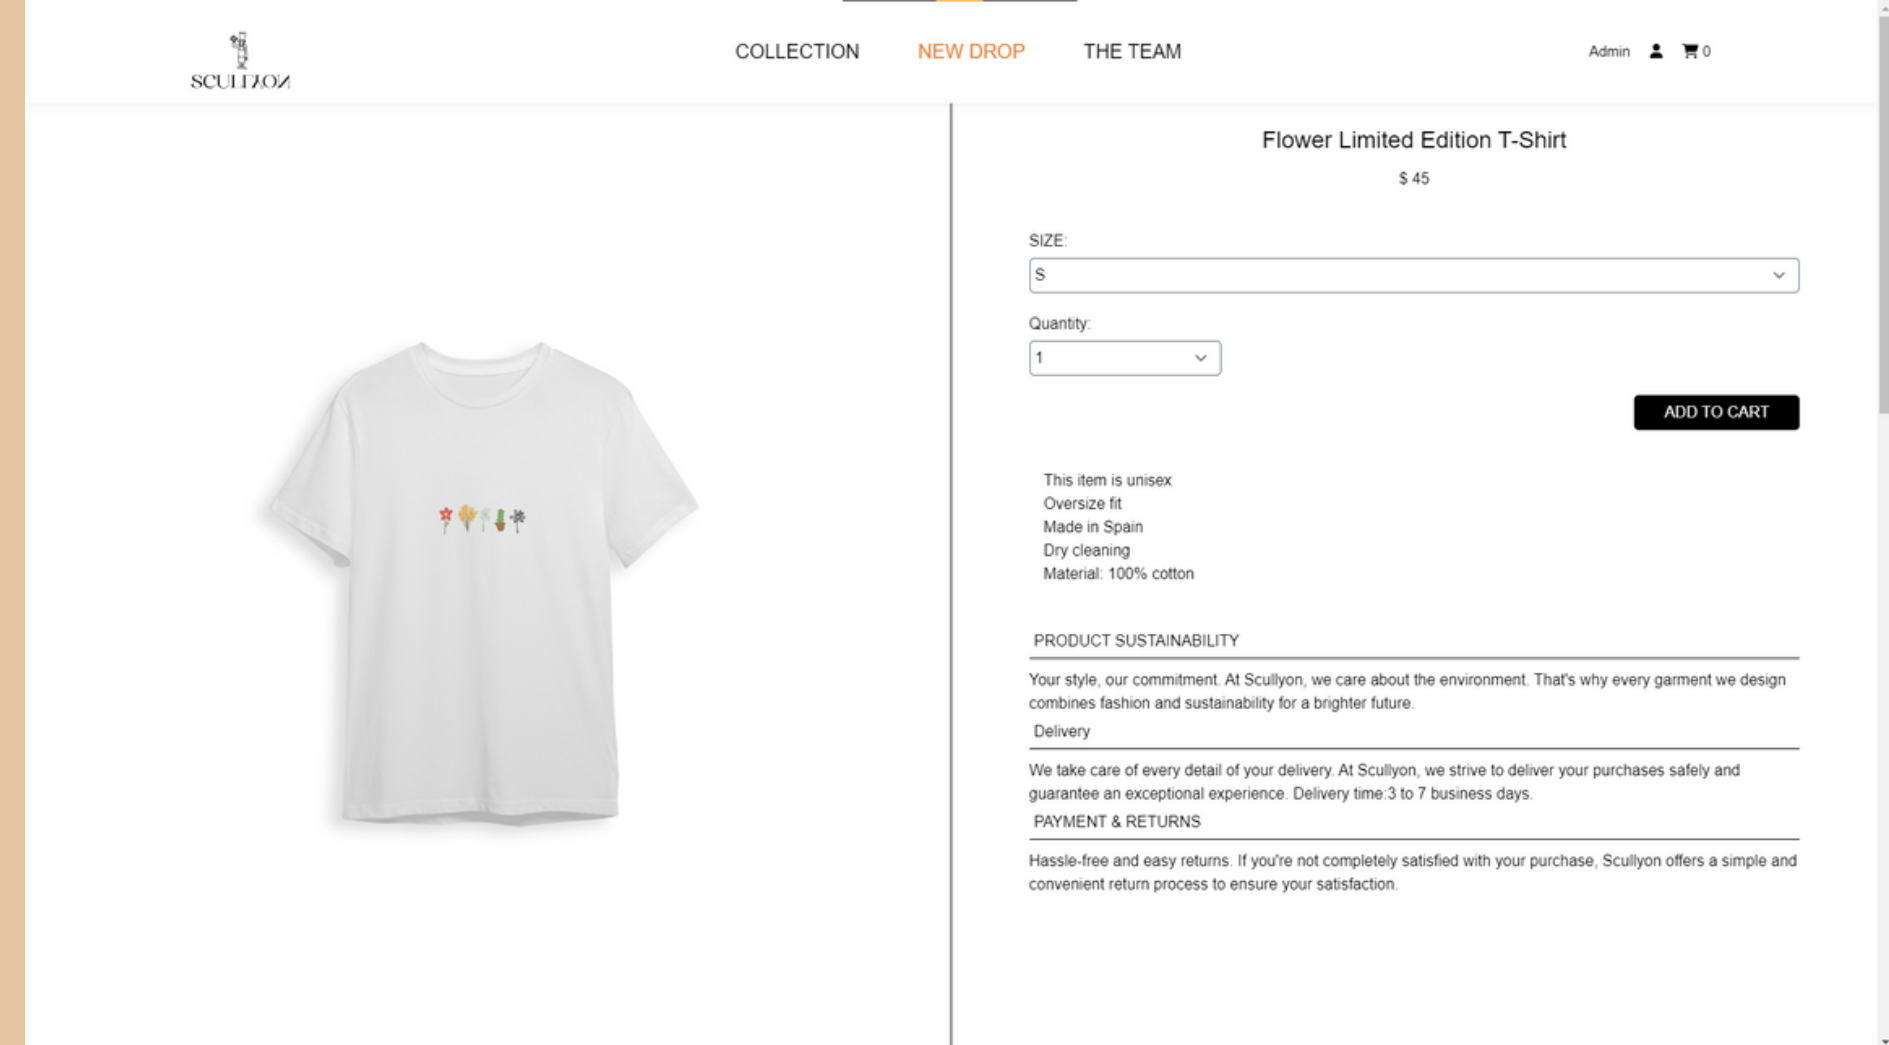 SCULLYON
COLLECTION
NEW DROP
THE TEAM
Admin
0
Flower Limited Edition T-Shirt
$ 45
SIZE:
S
Quantity:
1
ADD TO CART
This item is unisex
Oversize fit
Made in Spain
Dry cleaning
Material: 100% cotton
PRODUCT SUSTAINABILITY
Your style, our commitment. At Scullyon, we care about the environment. That's why every garment we design
combines fashion and sustainability for a brighter future.
Delivery
We take care of every detail of your delivery. At Scullyon, we strive to deliver your purchases safely and
guarantee an exceptional experience. Delivery time:3 to 7 business days.
PAYMENT & RETURNS
Hassle-free and easy returns. If you're not completely satisfied with your purchase, Scullyon offers a simple and
convenient return process to ensure your satisfaction.